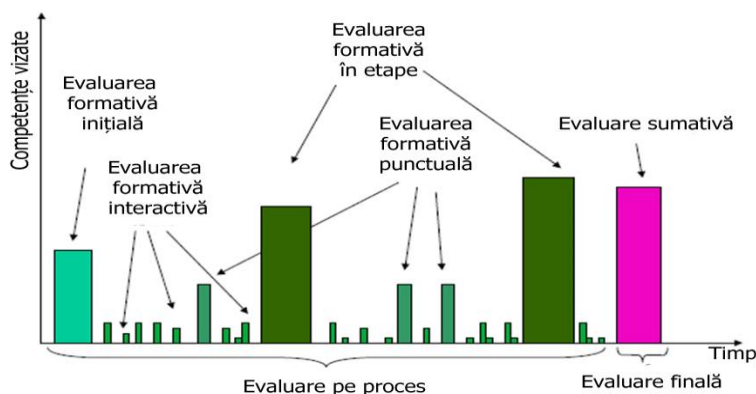 Competențe vizate
Evaluarea
formativă
inițială
Evaluarea
formativă
interactivă
Evaluarea
formativă
în etape
Evaluarea
formativă
punctuală
Evaluare sumativă
Timp
Evaluare pe proces
Evaluare finală